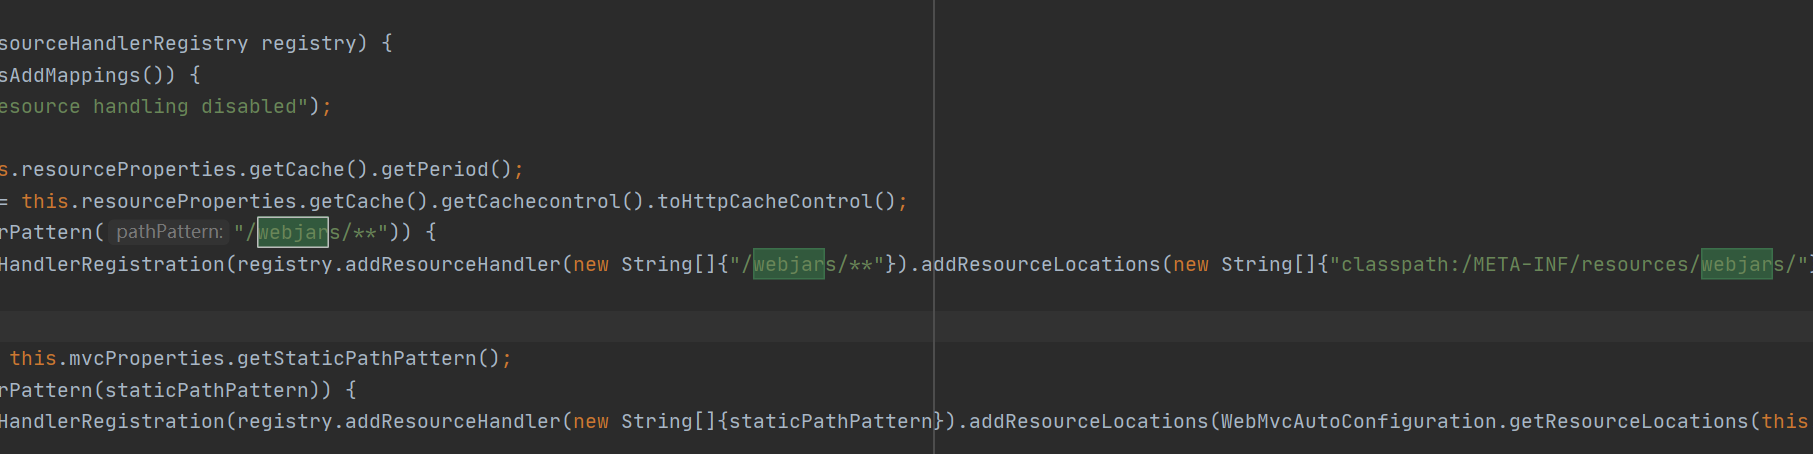 sourceHandlerRegistry registry) {
sAddMappings()) {
esource handling disabled");
s.resourceProperties.getCache().getPeriod();
= this.resourceProperties.getCache().getCachecontrol().toHttpCacheControl();
rPattern( pathPattern: "/webjars/**")) {
HandlerRegistration(registry.addResourceHandler(new String[]{"/webjars/**"}).addResourceLocations(new String[]{"classpath:/META-INF/resources/webjars/"}
this.mvcProperties.getStaticPathPattern();
rPattern(staticPathPattern)) {
HandlerRegistration(registry.addResourceHandler(new String[]{staticPathPattern}).addResourceLocations(WebMvcAutoConfiguration.getResourceLocations(this